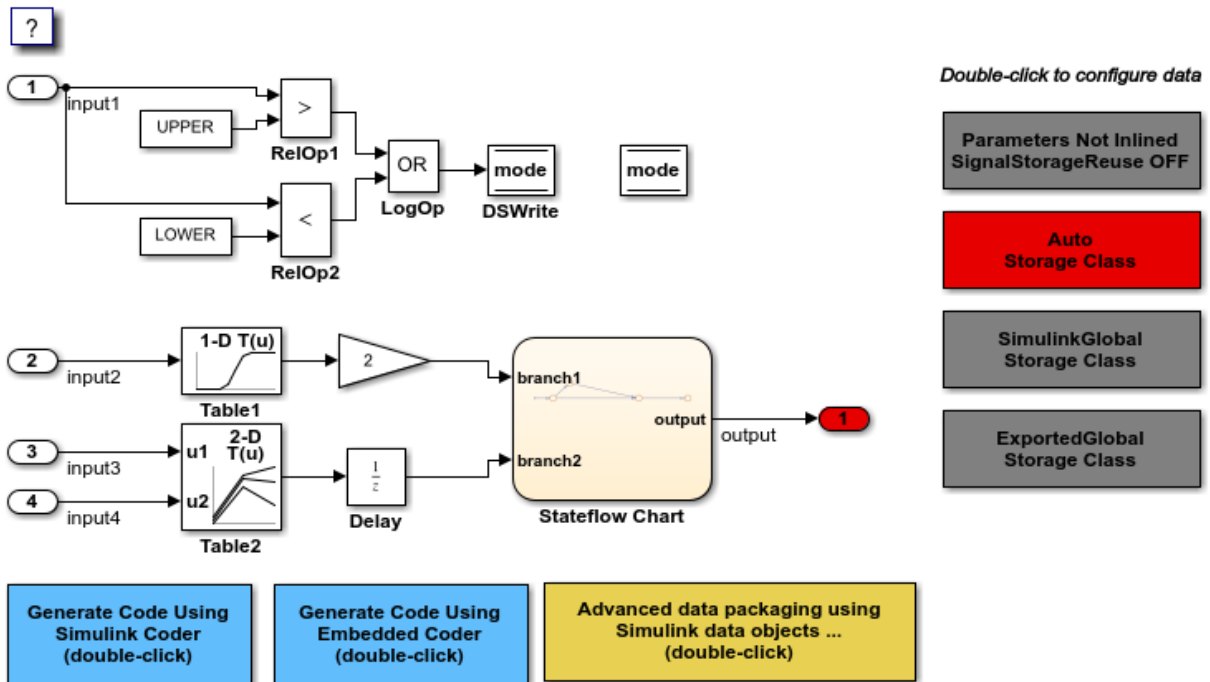 ?
Double-click to configure data
1
input1
UPPER
>
RelOp1
OR
LogOp
mode
DSWrite
mode
LOWER
<
RelOp2
Parameters Not Inlined
SignalStorageReuse OFF
Auto
Storage Class
SimulinkGlobal
Storage Class
ExportedGlobal
Storage Class
2
input2
1-D T(u)
Table1
2
3
input3
4
input4
u1
u2
2-D
T(u)
Table2
1
z
Delay
branch1
branch2
output
Stateflow Chart
output
1
Generate Code Using
Simulink Coder
(double-click)
Generate Code Using
Embedded Coder
(double-click)
Advanced data packaging using
Simulink data objects ...
(double-click)